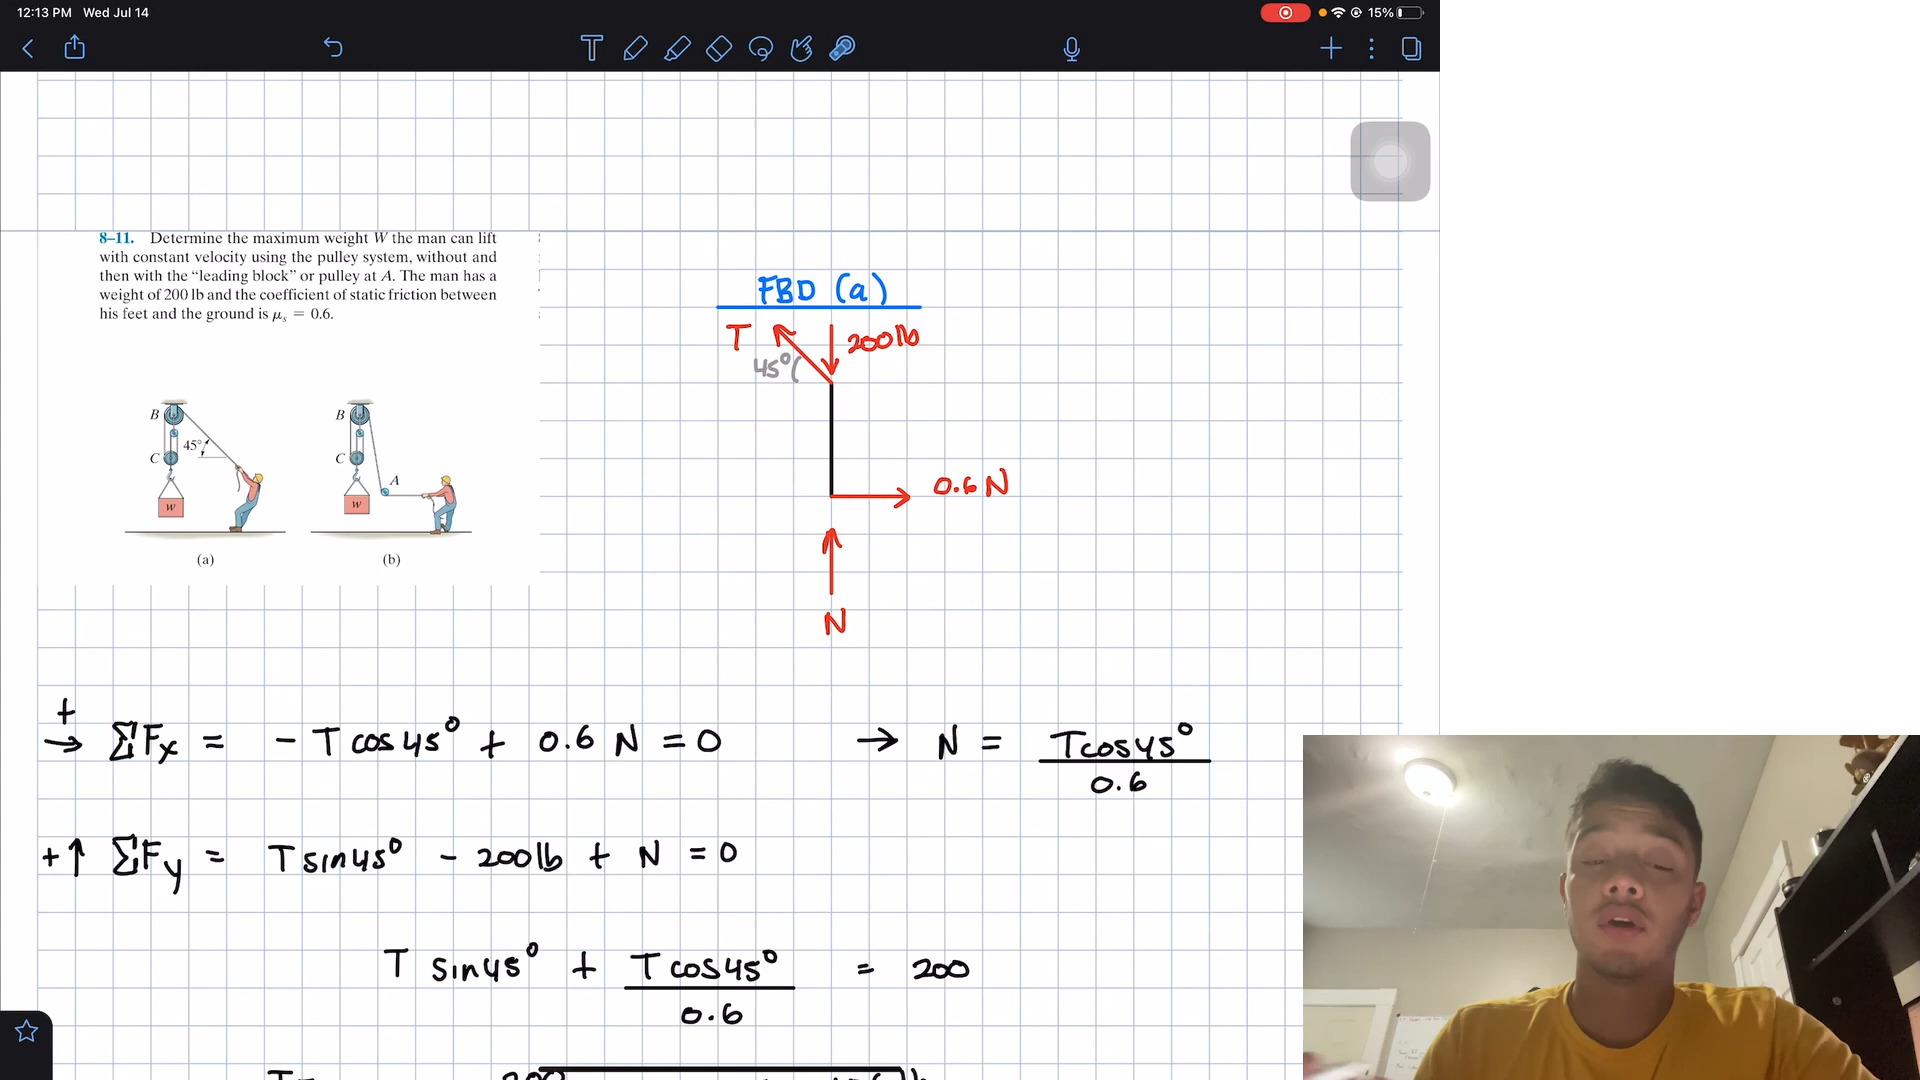 12:13 PM Wed Jul 14
15%
8–11. Determine the maximum weight W the man can lift
with constant velocity using the pulley system, without and
then with the “leading block” or pulley at A. The man has a
weight of 200 lb and the coefficient of static friction between
his feet and the ground is μs = 0.6.
B
45°
C
W
(a)
B
C
A
W
(b)
FBD (a)
T
200lb
45°
0.6 N
N
+
→ ΣFx = - T cos45° + 0.6 N = 0 → N = Tcos45° / 0.6
+↑ ΣFy = Tsin45° - 200lb + N = 0
T sin45° + T cos45° / 0.6 = 200